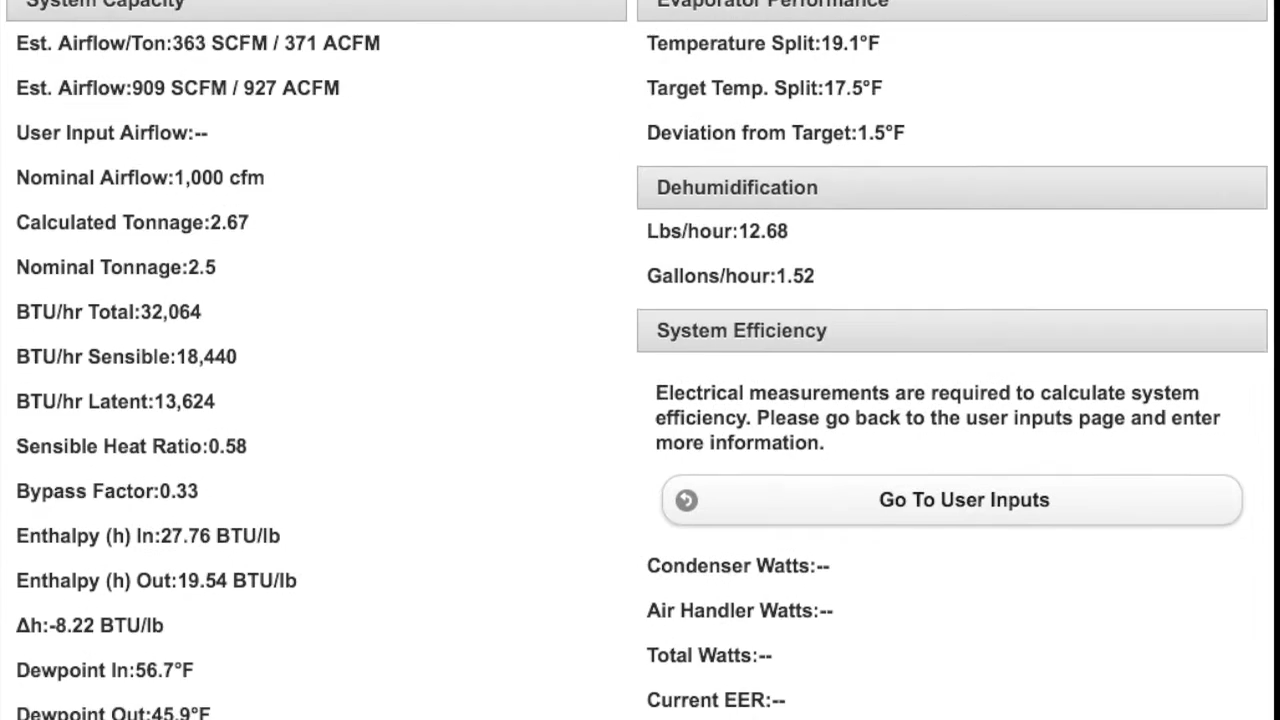 System Capacity
Est. Airflow/Ton:363 SCFM / 371 ACFM
Est. Airflow:909 SCFM / 927 ACFM
User Input Airflow:--
Nominal Airflow:1,000 cfm
Calculated Tonnage:2.67
Nominal Tonnage:2.5
BTU/hr Total:32,064
BTU/hr Sensible:18,440
BTU/hr Latent:13,624
Sensible Heat Ratio:0.58
Bypass Factor:0.33
Enthalpy (h) In:27.76 BTU/lb
Enthalpy (h) Out:19.54 BTU/lb
Δh:-8.22 BTU/lb
Dewpoint In:56.7°F
Dewpoint Out:45.9°F
Evaporator Performance
Temperature Split:19.1°F
Target Temp. Split:17.5°F
Deviation from Target:1.5°F
Dehumidification
Lbs/hour:12.68
Gallons/hour:1.52
System Efficiency
Electrical measurements are required to calculate system
efficiency. Please go back to the user inputs page and enter
more information.
Go To User Inputs
Condenser Watts:--
Air Handler Watts:--
Total Watts:--
Current EER:--